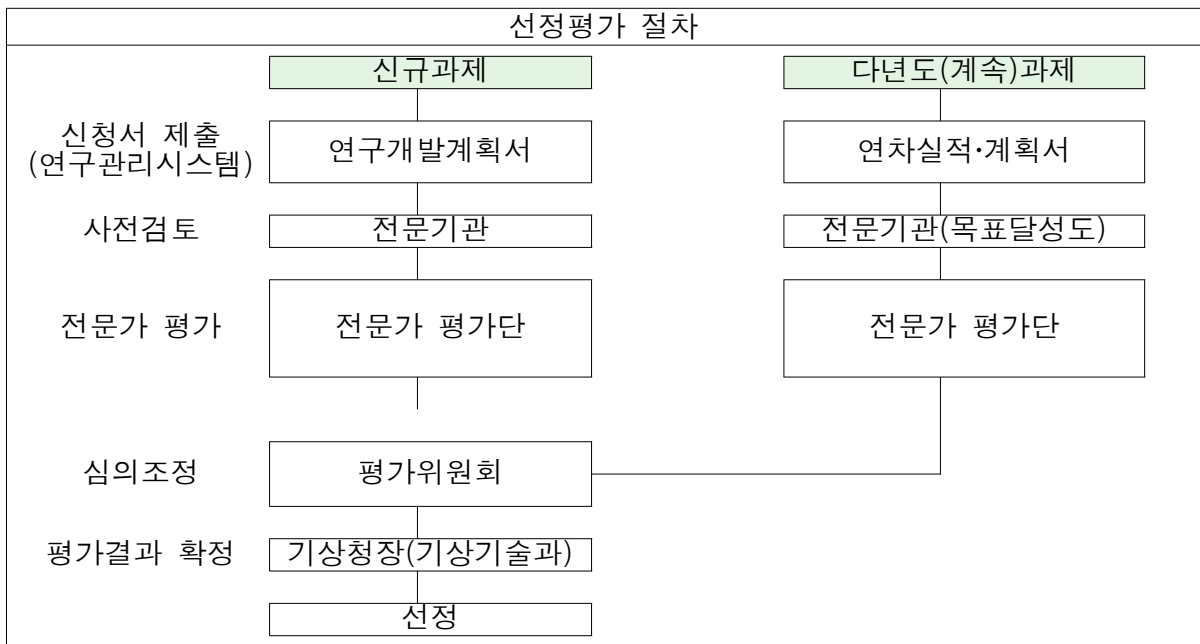 선정평가 절차
신규과제 다년도(계속)과제
신청서 제출
(연구관리시스템)
연구개발계획서 연차실적·계획서
사전검토 전문기관 전문기관(목표달성도)
전문가 평가 전문가 평가단 전문가 평가단
심의조정 평가위원회
평가결과 확정 기상청장(기상기술과)
선정